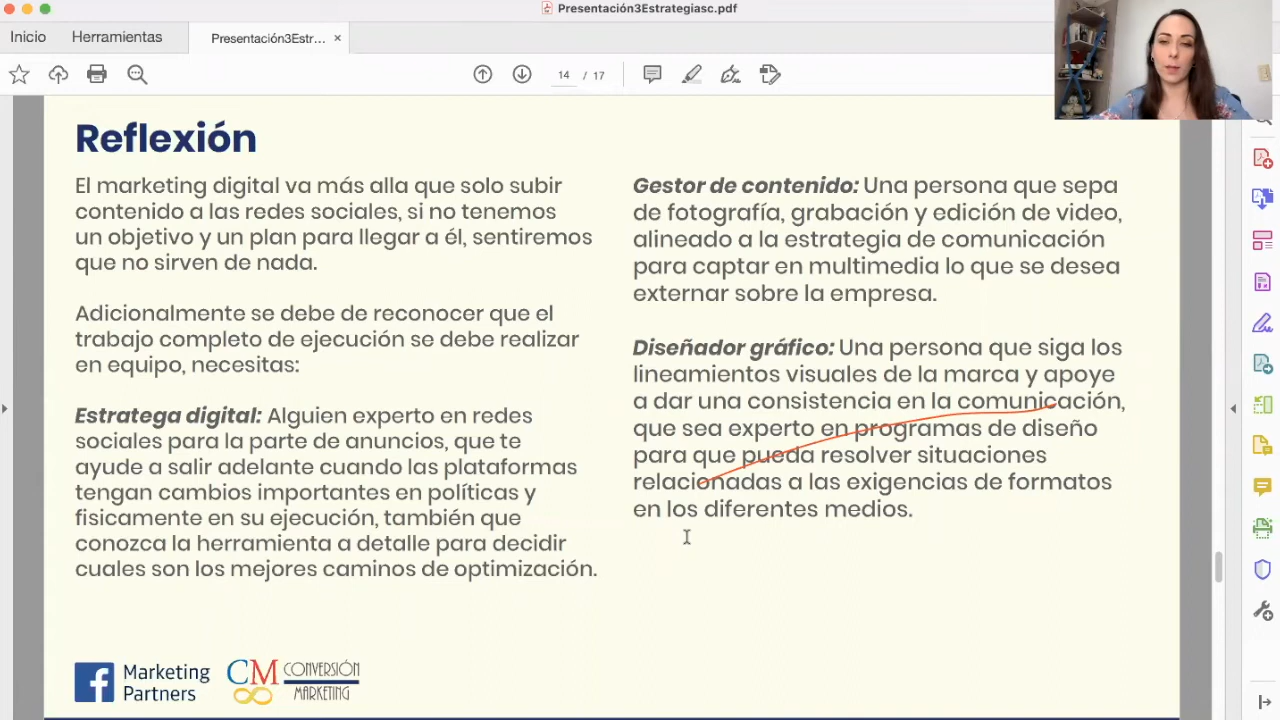 Presentación3Estrategiasc.pdf
Inicio
Herramientas
Presentación3Estr...
14 / 17
Reflexión
El marketing digital va más alla que solo subir
contenido a las redes sociales, si no tenemos
un objetivo y un plan para llegar a él, sentiremos
que no sirven de nada.
Adicionalmente se debe de reconocer que el
trabajo completo de ejecución se debe realizar
en equipo, necesitas:
Estratega digital: Alguien experto en redes
sociales para la parte de anuncios, que te
ayude a salir adelante cuando las plataformas
tengan cambios importantes en políticas y
fisicamente en su ejecución, también que
conozca la herramienta a detalle para decidir
cuales son los mejores caminos de optimización.
Gestor de contenido: Una persona que sepa
de fotografía, grabación y edición de video,
alineado a la estrategia de comunicación
para captar en multimedia lo que se desea
externar sobre la empresa.
Diseñador gráfico: Una persona que siga los
lineamientos visuales de la marca y apoye
a dar una consistencia en la comunicación,
que sea experto en programas de diseño
para que pueda resolver situaciones
relacionadas a las exigencias de formatos
en los diferentes medios.
Marketing
Partners
CM
CONVERSIÓN
MARKETING